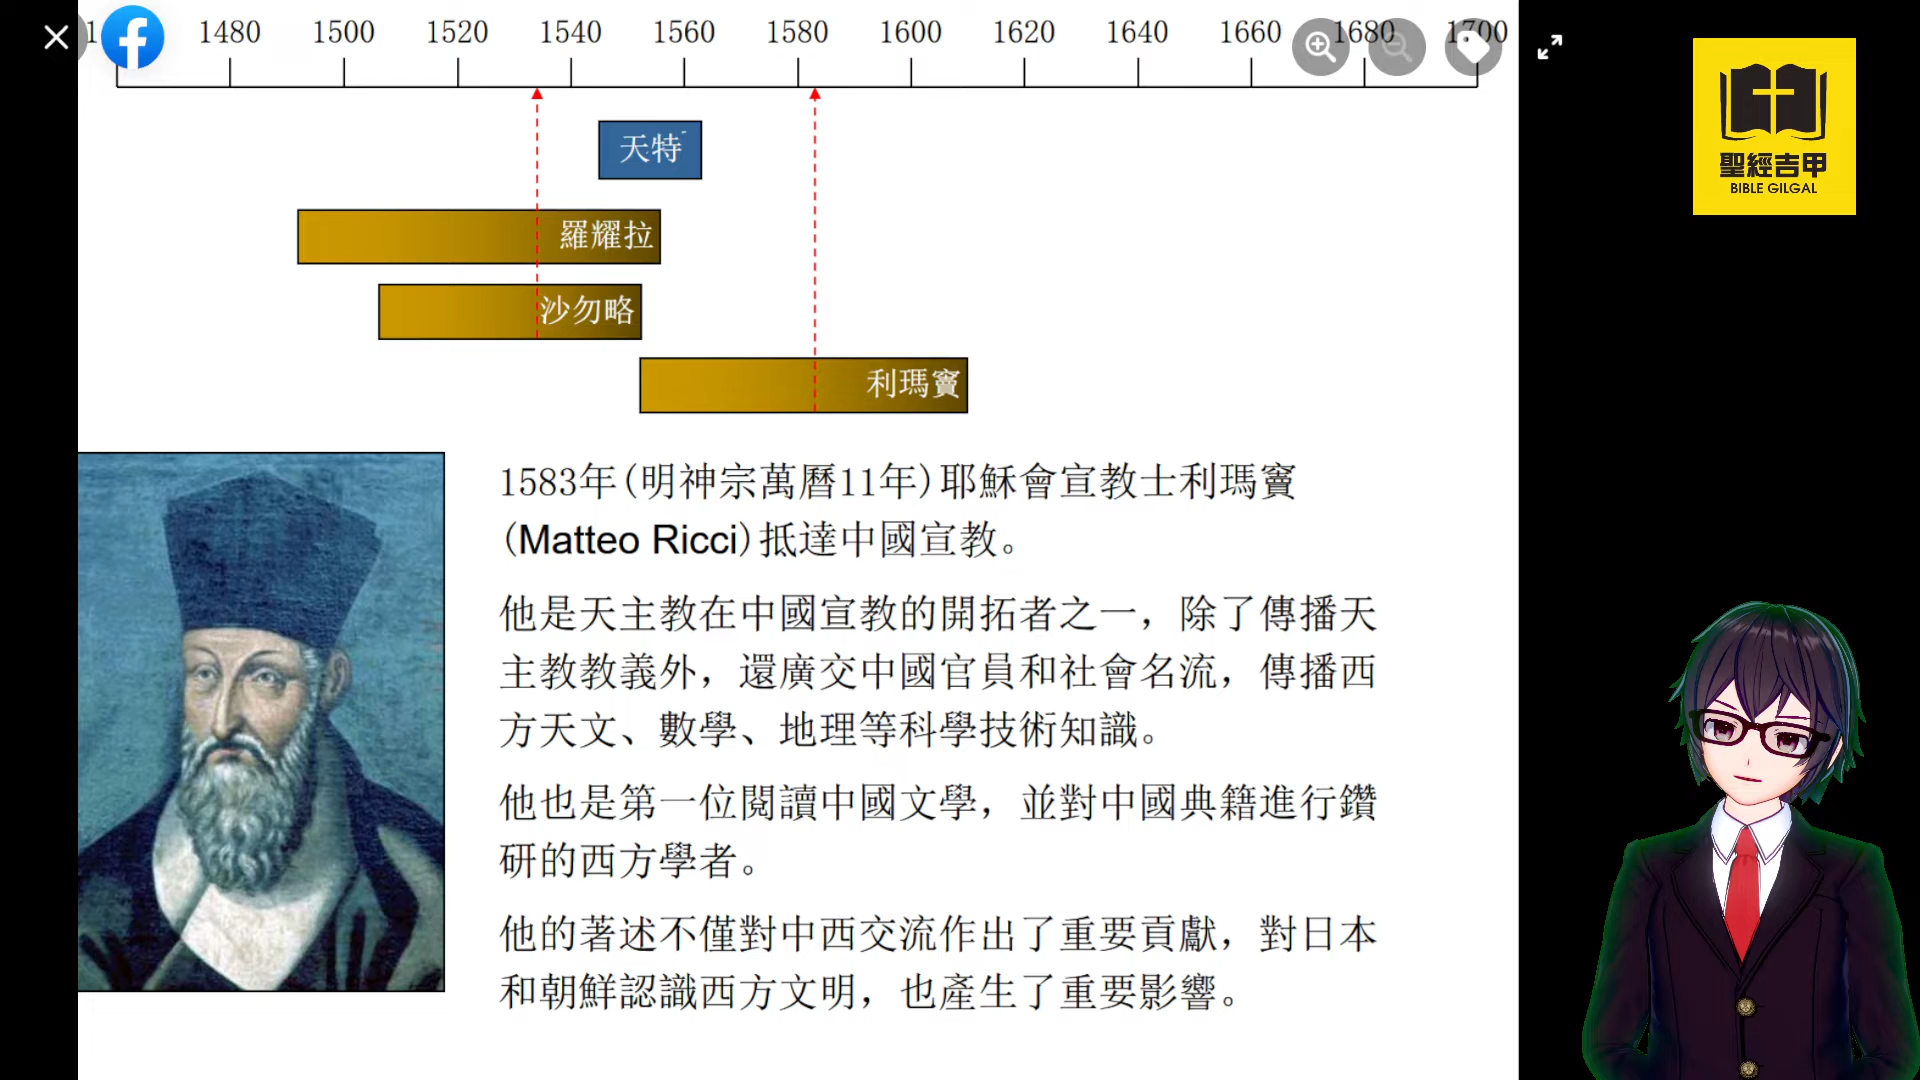 1480 1500 1520 1540 1560 1580 1600 1620 1640 1660 1680 1700
天特
羅耀拉
沙勿略
利瑪竇
1583年(明神宗萬曆11年)耶穌會宣教士利瑪竇
(Matteo Ricci)抵達中國宣教。
他是天主教在中國宣教的開拓者之一，除了傳播天
主教教義外，還廣交中國官員和社會名流，傳播西
方天文、數學、地理等科學技術知識。
他也是第一位閱讀中國文學，並對中國典籍進行鑽
研的西方學者。
他的著述不僅對中西交流作出了重要貢獻，對日本
和朝鮮認識西方文明，也產生了重要影響。
聖經吉甲
BIBLE GILGAL